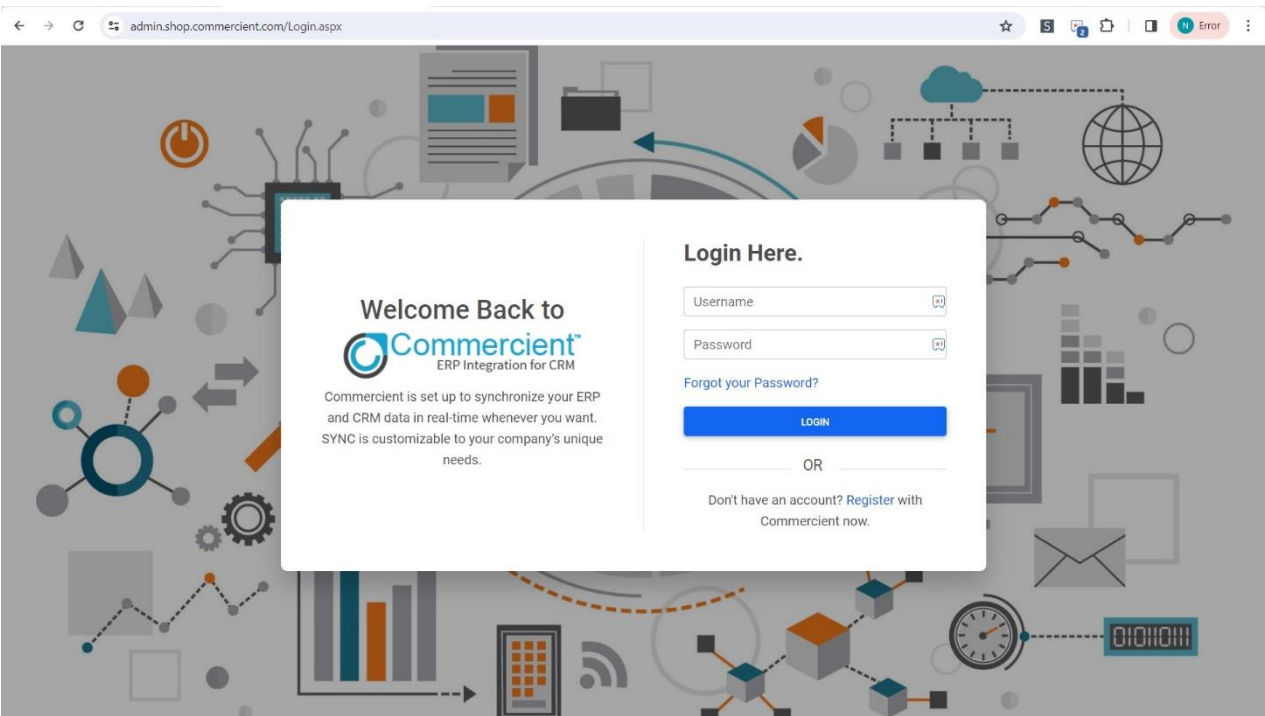 admin.shop.commercient.com/Login.aspx
S
2
N Error
Welcome Back to
Commercient™
ERP Integration for CRM
Commercient is set up to synchronize your ERP
and CRM data in real-time whenever you want.
SYNC is customizable to your company's unique
needs.
Login Here.
Username
Password
Forgot your Password?
LOGIN
OR
Don't have an account? Register with
Commercient now.
01011011